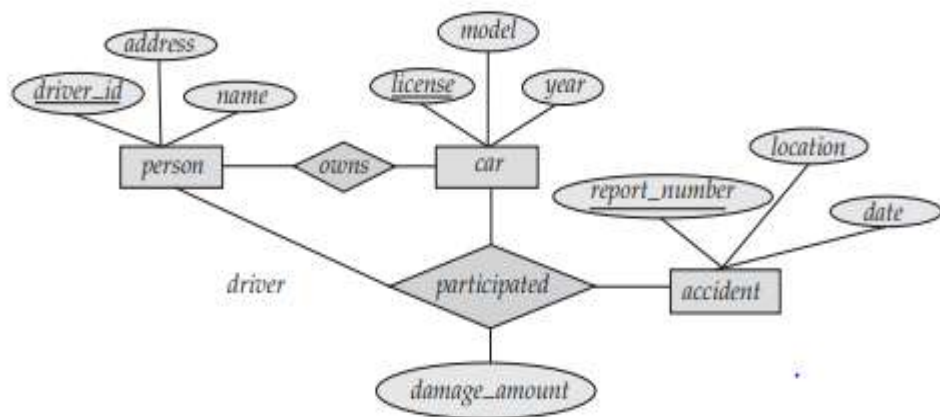 model
address
driver_id
name
license
year
person
owns
car
location
report_number
date
driver
participated
accident
damage_amount